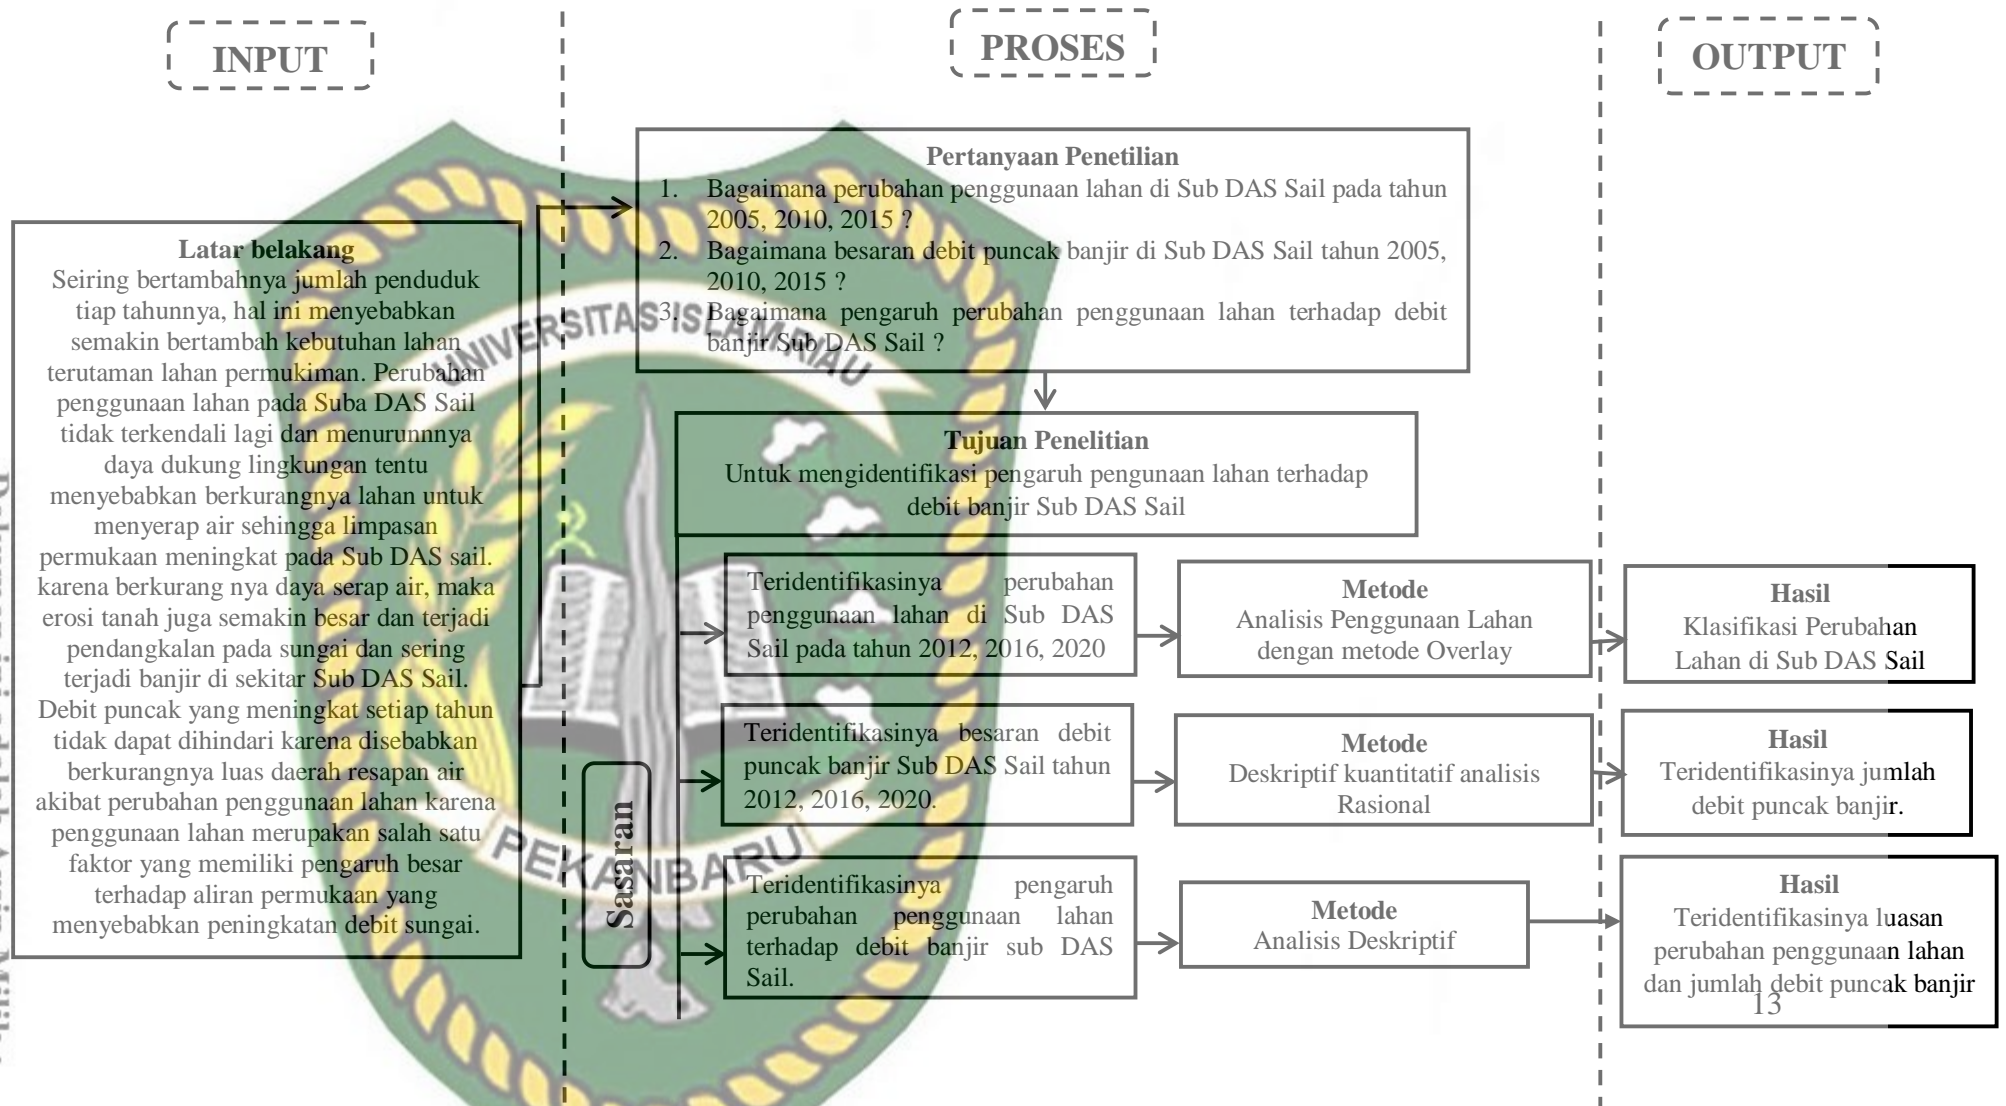 INPUT
PROSES
OUTPUT
Latar belakang
Seiring bertambahnya jumlah penduduk
tiap tahunnya, hal ini menyebabkan
semakin bertambah kebutuhan lahan
terutaman lahan permukiman. Perubahan
penggunaan lahan pada Suba DAS Sail
tidak terkendali lagi dan menurunnnya
daya dukung lingkungan tentu
menyebabkan berkurangnya lahan untuk
menyerap air sehingga limpasan
permukaan meningkat pada Sub DAS sail.
karena berkurang nya daya serap air, maka
erosi tanah juga semakin besar dan terjadi
pendangkalan pada sungai dan sering
terjadi banjir di sekitar Sub DAS Sail.
Debit puncak yang meningkat setiap tahun
tidak dapat dihindari karena disebabkan
berkurangnya luas daerah resapan air
akibat perubahan penggunaan lahan karena
penggunaan lahan merupakan salah satu
faktor yang memiliki pengaruh besar
terhadap aliran permukaan yang
menyebabkan peningkatan debit sungai.
Pertanyaan Penetilian
1. Bagaimana perubahan penggunaan lahan di Sub DAS Sail pada tahun
2005, 2010, 2015 ?
2. Bagaimana besaran debit puncak banjir di Sub DAS Sail tahun 2005,
2010, 2015 ?
3. Bagaimana pengaruh perubahan penggunaan lahan terhadap debit
banjir Sub DAS Sail ?
Tujuan Penelitian
Untuk mengidentifikasi pengaruh pengunaan lahan terhadap
debit banjir Sub DAS Sail
Sasaran
Teridentifikasinya perubahan
penggunaan lahan di Sub DAS
Sail pada tahun 2012, 2016, 2020
Metode
Analisis Penggunaan Lahan
dengan metode Overlay
Hasil
Klasifikasi Perubahan
Lahan di Sub DAS Sail
Teridentifikasinya besaran debit
puncak banjir Sub DAS Sail tahun
2012, 2016, 2020.
Metode
Deskriptif kuantitatif analisis
Rasional
Hasil
Teridentifikasinya jumlah
debit puncak banjir.
Teridentifikasinya pengaruh
perubahan penggunaan lahan
terhadap debit banjir sub DAS
Sail.
Metode
Analisis Deskriptif
Hasil
Teridentifikasinya luasan
perubahan penggunaan lahan
dan jumlah debit puncak banjir
13
UNIVERSITAS ISLAM RIAU
PEKANBARU